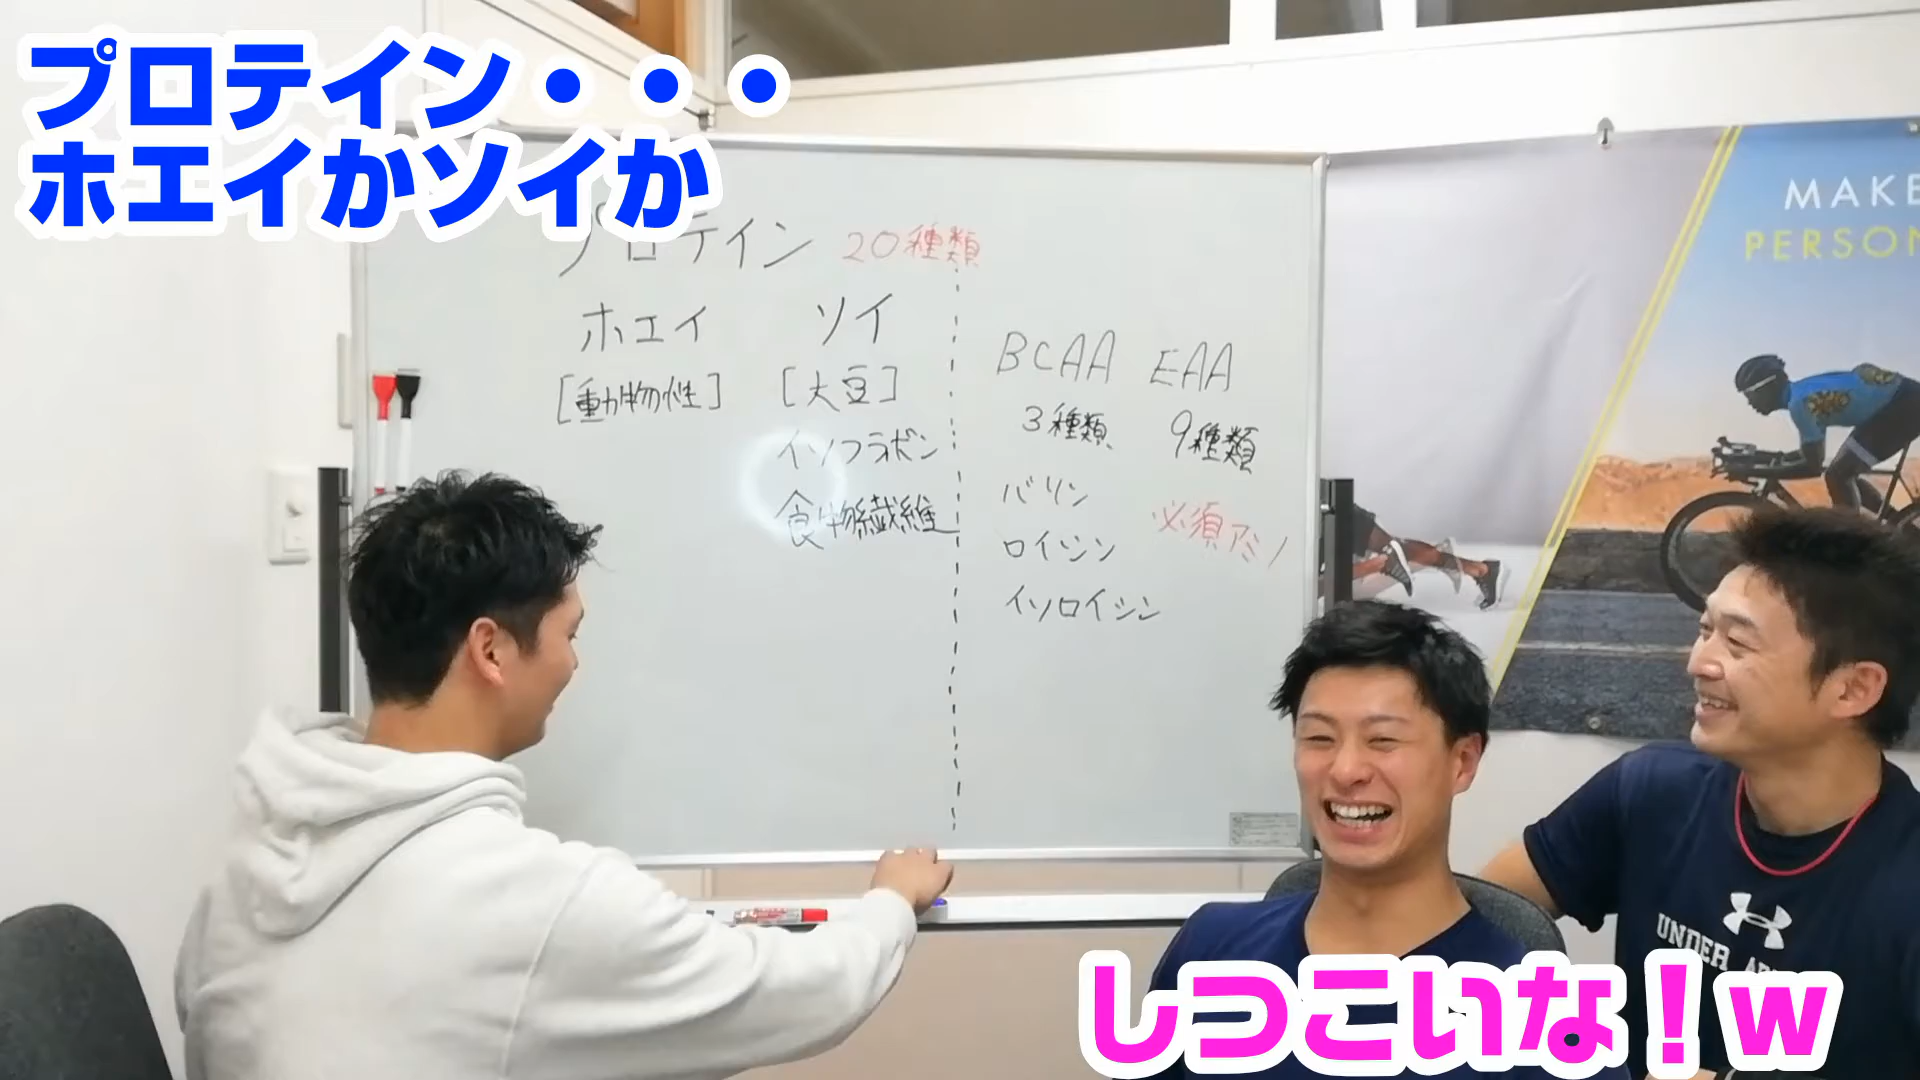 プロテイン・・・
ホエイかソイか
プロテイン 20種類
ホエイ ソイ
[動物性] [大豆]
イソフラボン
食物繊維
BCAA EAA
3種類 9種類
バリン
ロイシン
イソロイシン
必須アミノ
MAKE
PERSON
UNDER
しつこいな!w